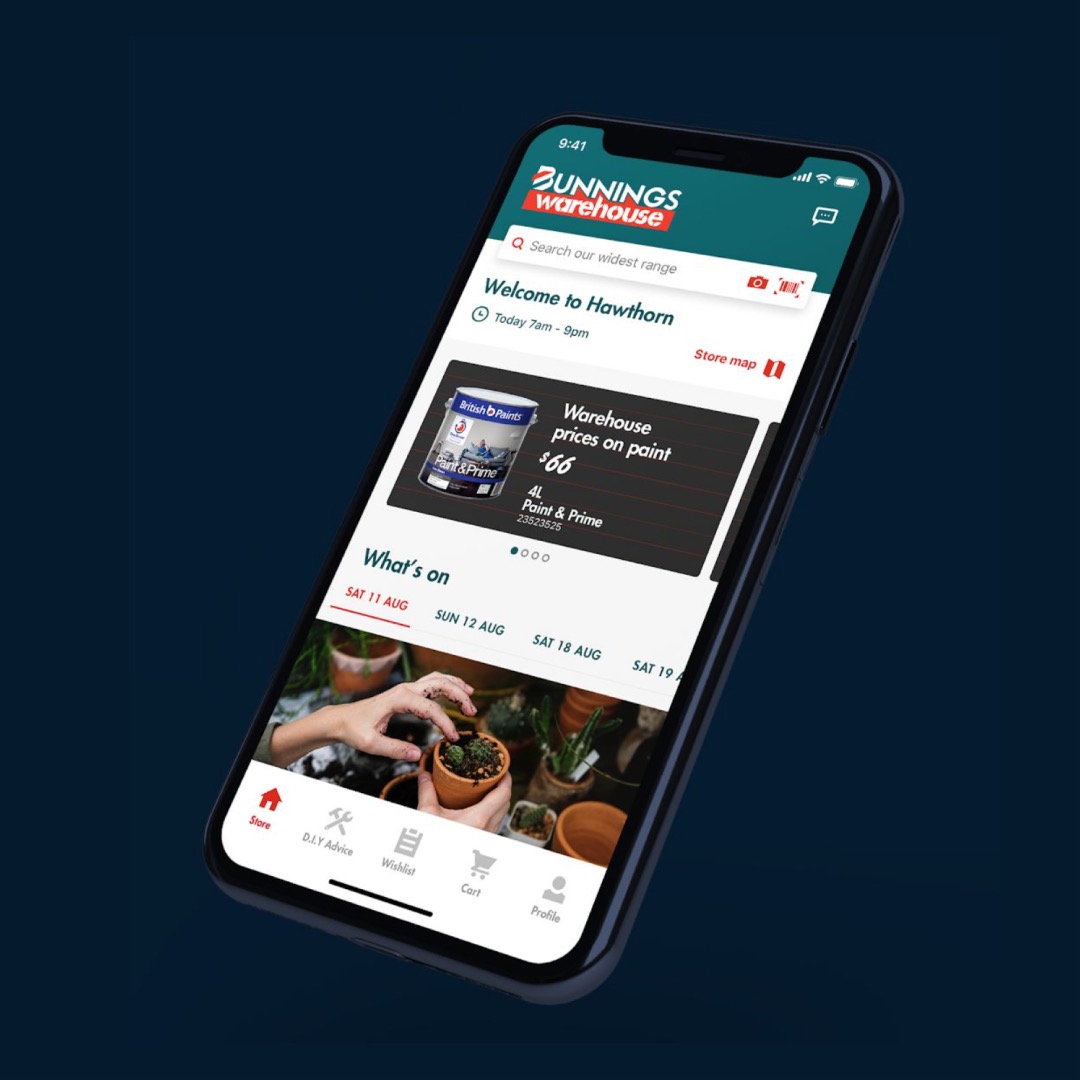 9:41
BUNNINGS
warehouse
Search our widest range
Welcome to Hawthorn
Today 7am - 9pm
Store map
British Paints
Paint & Prime
Warehouse
prices on paint
$66
4L
Paint & Prime
23523525
What's on
SAT 11 AUG
SUN 12 AUG
SAT 18 AUG
SAT 19 A
Store
D.I.Y Advice
Wishlist
Cart
Profile